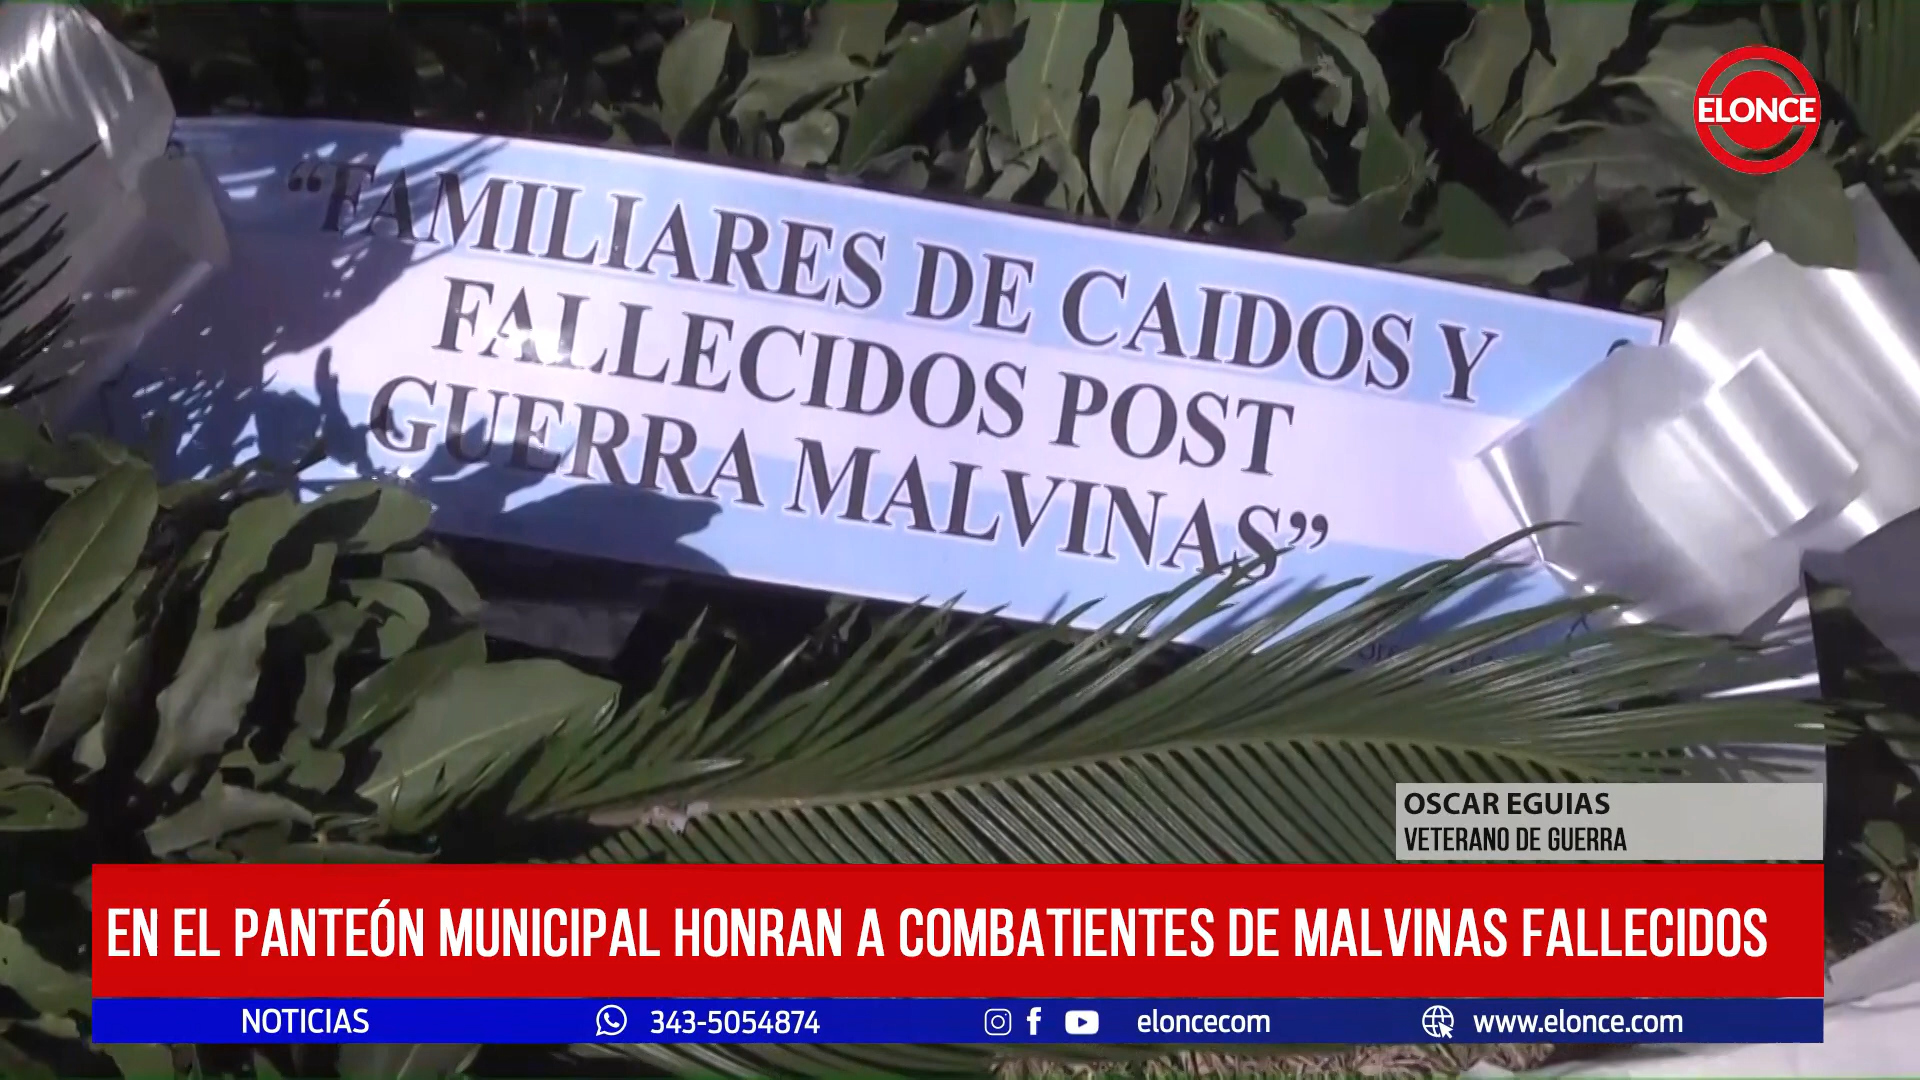 ELONCE
“FAMILIARES DE CAIDOS Y
FALLECIDOS POST
GUERRA MALVINAS”
OSCAR EGUIAS
VETERANO DE GUERRA
EN EL PANTEÓN MUNICIPAL HONRAN A COMBATIENTES DE MALVINAS FALLECIDOS
NOTICIAS 343-5054874 eloncecom www.elonce.com